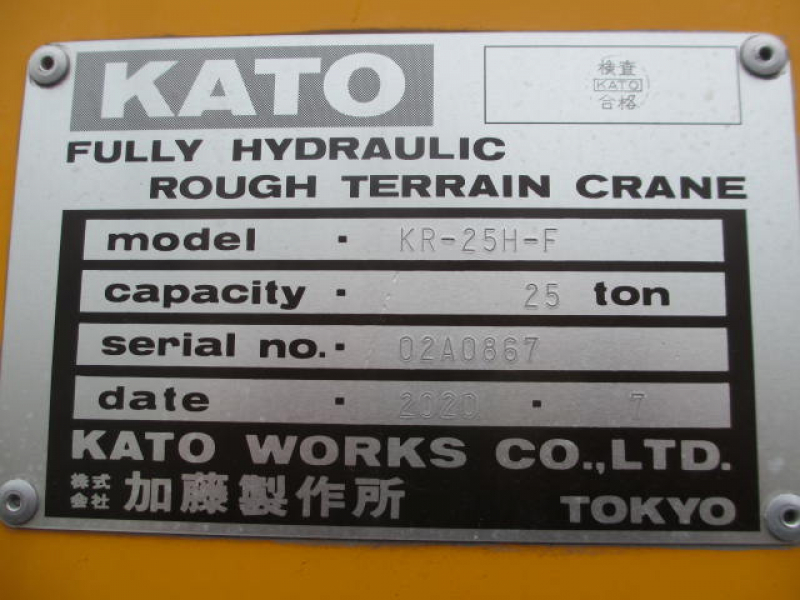 KATO
検査
KATO
合格
FULLY HYDRAULIC
ROUGH TERRAIN CRANE
model · KR-25H-F
capacity · 25 ton
serial no. · 02A0867
date · 2020 · 7
KATO WORKS CO.,LTD.
株式会社 加藤製作所 TOKYO